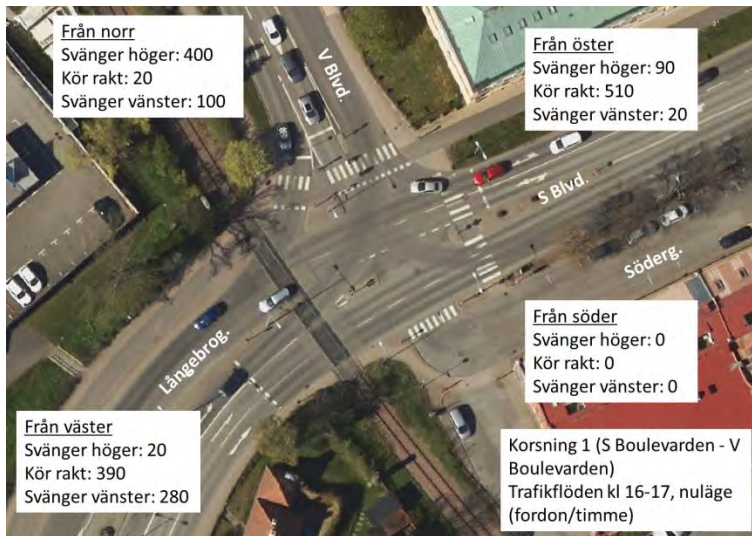 Från norr
Svänger höger: 400
Kör rakt: 20
Svänger vänster: 100
V Blvd.
Från öster
Svänger höger: 90
Kör rakt: 510
Svänger vänster: 20
S Blvd.
Söderg.
Långebrog.
Från söder
Svänger höger: 0
Kör rakt: 0
Svänger vänster: 0
Från väster
Svänger höger: 20
Kör rakt: 390
Svänger vänster: 280
Korsning 1 (S Boulevarden - V
Boulevarden)
Trafikflöden kl 16-17, nuläge
(fordon/timme)